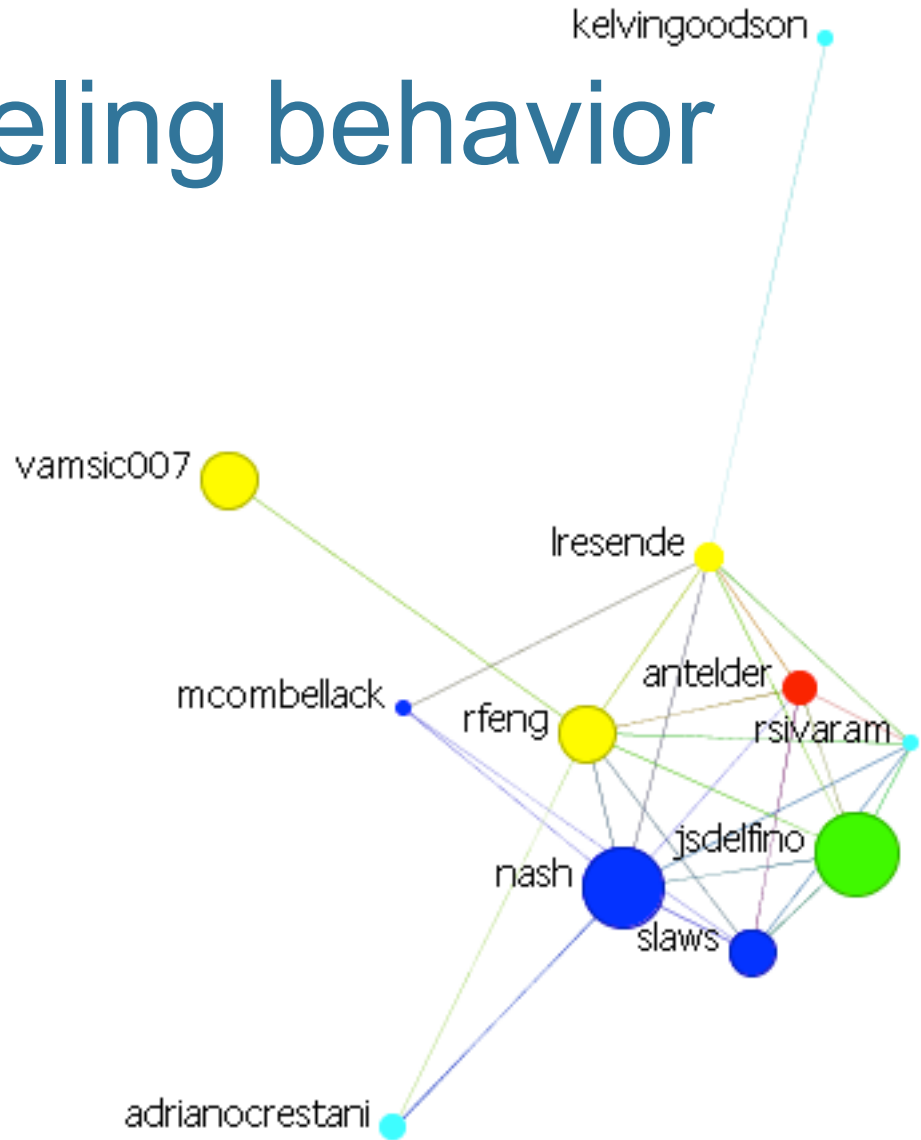 kelvingoodson
eling behavior
vamsic007
lresende
antelder
mcombellack
rfeng
rsivaram
jsdelfino
nash
slaws
adrianocrestani